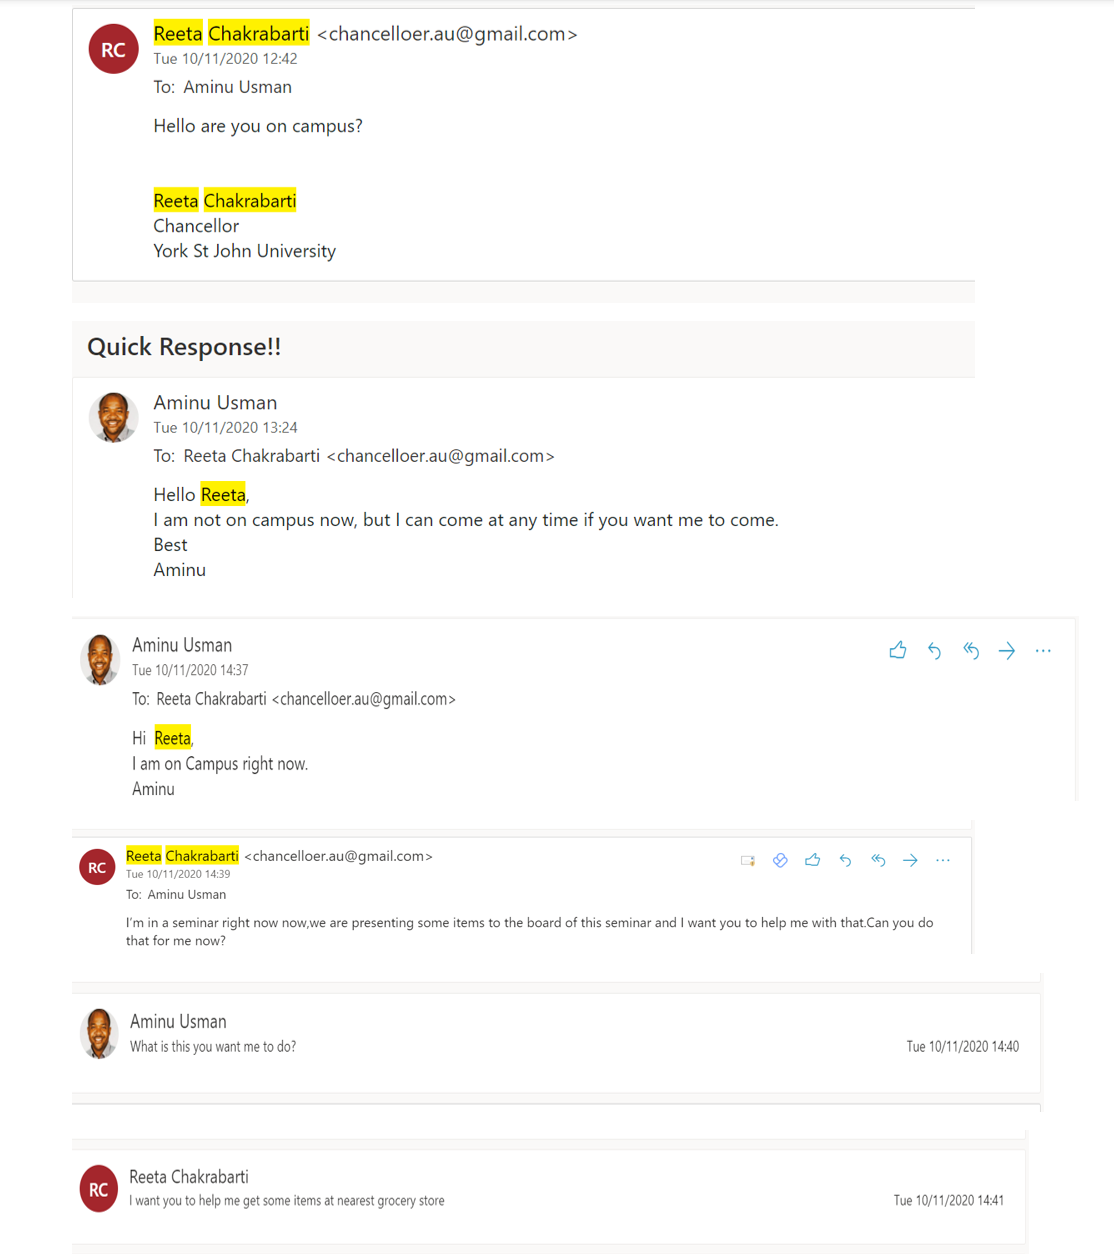 RC
Reeta Chakrabarti <chancelloer.au@gmail.com>
Tue 10/11/2020 12:42
To: Aminu Usman
Hello are you on campus?
Reeta Chakrabarti
Chancellor
York St John University
Quick Response!!
Aminu Usman
Tue 10/11/2020 13:24
To: Reeta Chakrabarti <chancelloer.au@gmail.com>
Hello Reeta,
I am not on campus now, but I can come at any time if you want me to come.
Best
Aminu
Aminu Usman
Tue 10/11/2020 14:37
To: Reeta Chakrabarti <chancelloer.au@gmail.com>
Hi Reeta,
I am on Campus right now.
Aminu
RC
Reeta Chakrabarti <chancelloer.au@gmail.com>
Tue 10/11/2020 14:39
To: Aminu Usman
I'm in a seminar right now now,we are presenting some items to the board of this seminar and I want you to help me with that.Can you do
that for me now?
Aminu Usman
What is this you want me to do?
Tue 10/11/2020 14:40
RC
Reeta Chakrabarti
I want you to help me get some items at nearest grocery store
Tue 10/11/2020 14:41